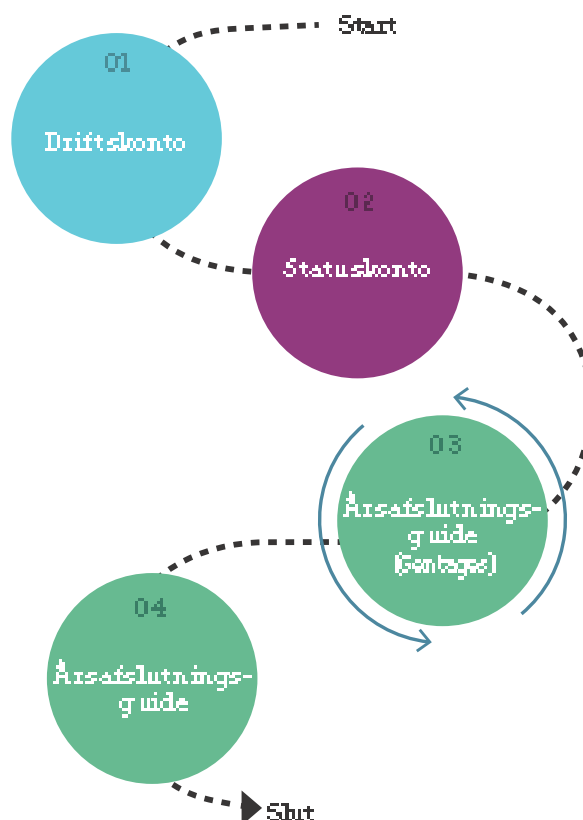 Start
01
Driftskonto
02
Statuskonto
03
Årsafslutnings-
guide
(Gentages)
04
Årsafslutnings-
guide
Slut